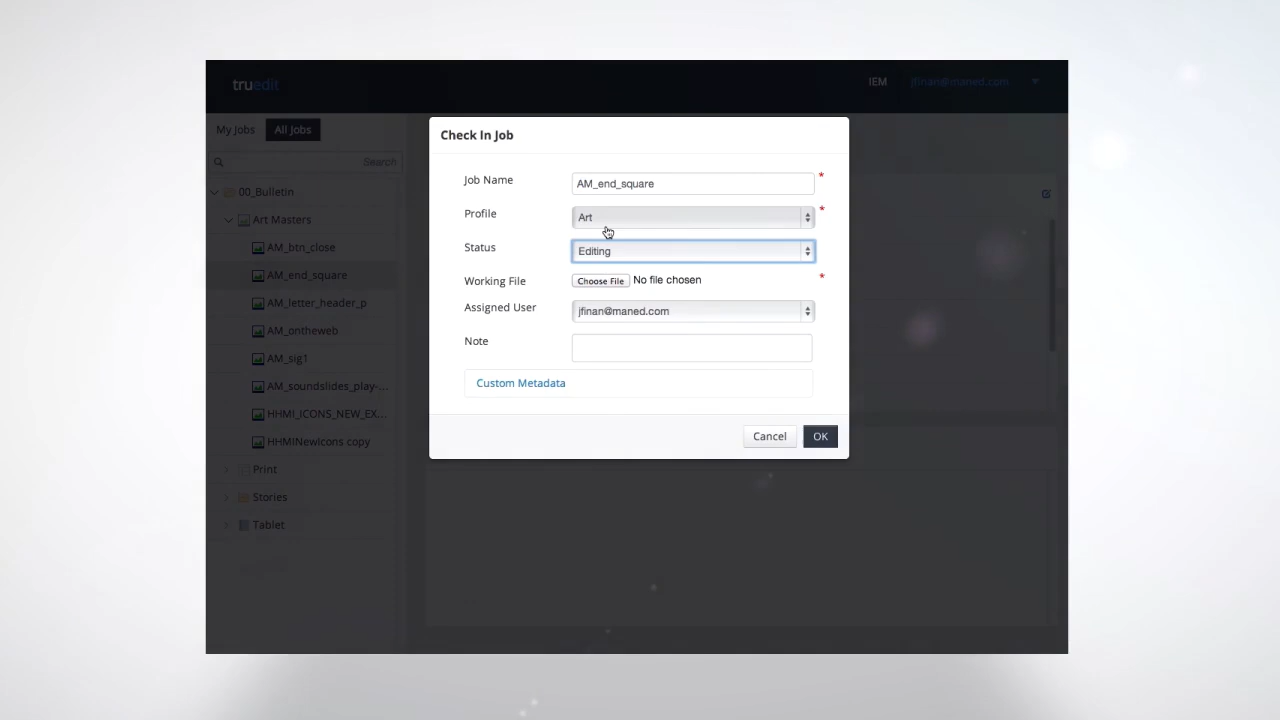 truedit
IEM jfinan@maned.com
My Jobs All Jobs
Search
00_Bulletin
Art Masters
AM_btn_close
AM_end_square
AM_letter_header_p
AM_ontheweb
AM_sig1
AM_soundslides_play-...
HHMI_ICONS_NEW_EX...
HHMINewIcons copy
Print
Stories
Tablet
Check In Job
Job Name AM_end_square *
Profile Art *
Status Editing
Working File Choose File No file chosen *
Assigned User jfinan@maned.com
Note
Custom Metadata
Cancel OK